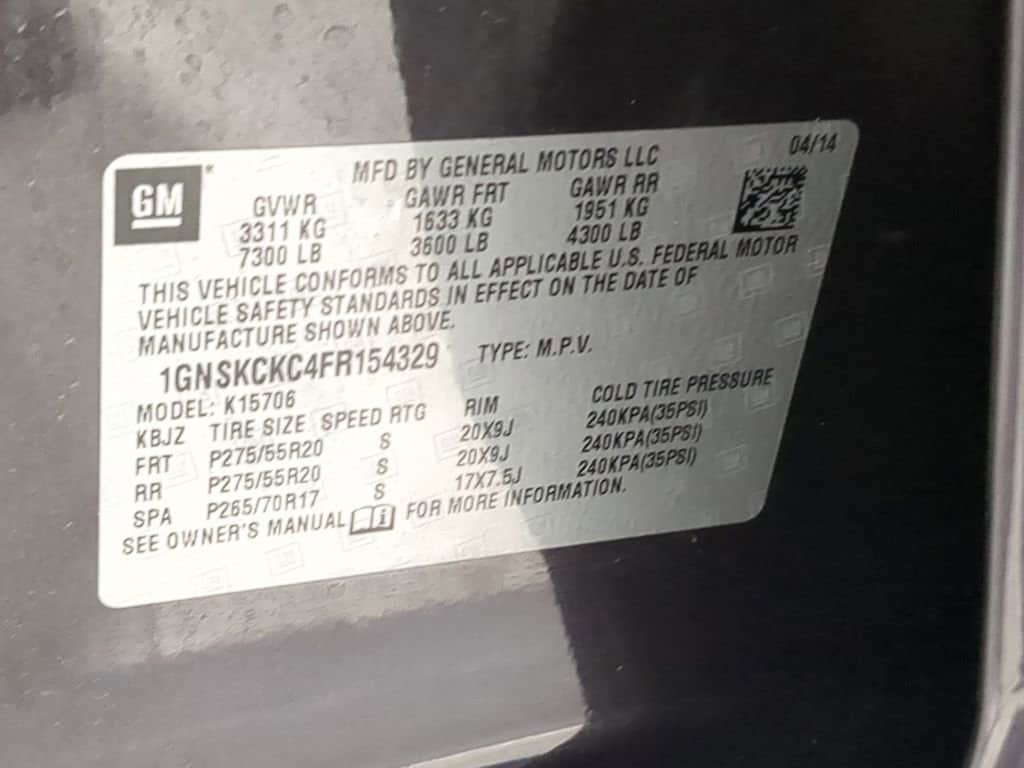 GM
MFD BY GENERAL MOTORS LLC 04/14
GVWR GAWR FRT GAWR RR
3311 KG 1633 KG 1951 KG
7300 LB 3600 LB 4300 LB
THIS VEHICLE CONFORMS TO ALL APPLICABLE U.S. FEDERAL MOTOR
VEHICLE SAFETY STANDARDS IN EFFECT ON THE DATE OF
MANUFACTURE SHOWN ABOVE.
1GNSKCKC4FR154329 TYPE: M.P.V.
MODEL: K15706
KBJZ TIRE SIZE SPEED RTG RIM COLD TIRE PRESSURE
FRT P275/55R20 S 20X9J 240KPA(35PSI)
RR P275/55R20 S 20X9J 240KPA(35PSI)
SPA P265/70R17 S 17X7.5J 240KPA(35PSI)
SEE OWNER'S MANUAL FOR MORE INFORMATION.